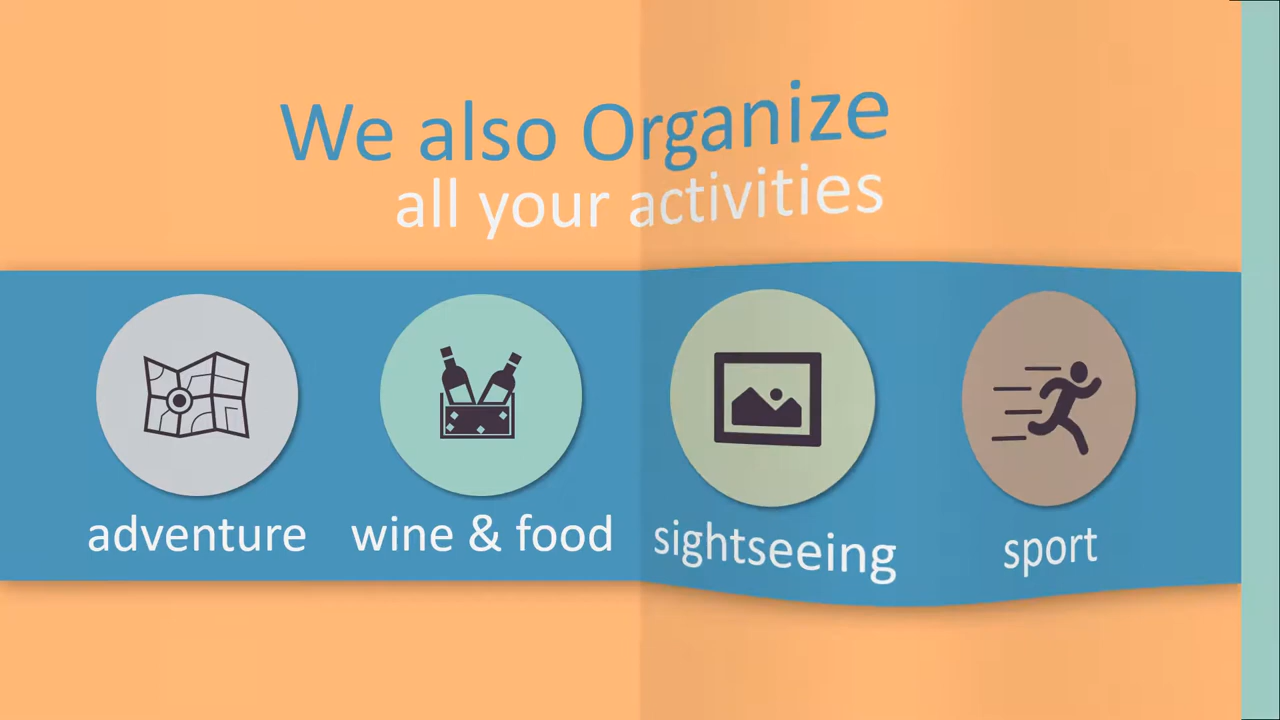 We also Organize
all your activities
adventure
wine & food
sightseeing
sport